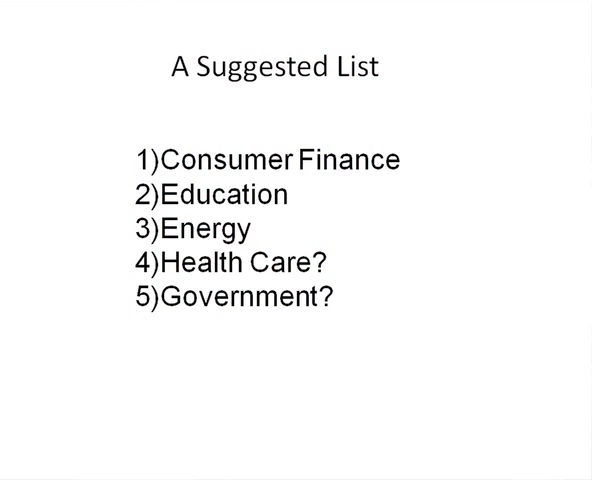 A Suggested List
1)Consumer Finance
2)Education
3)Energy
4)Health Care?
5)Government?